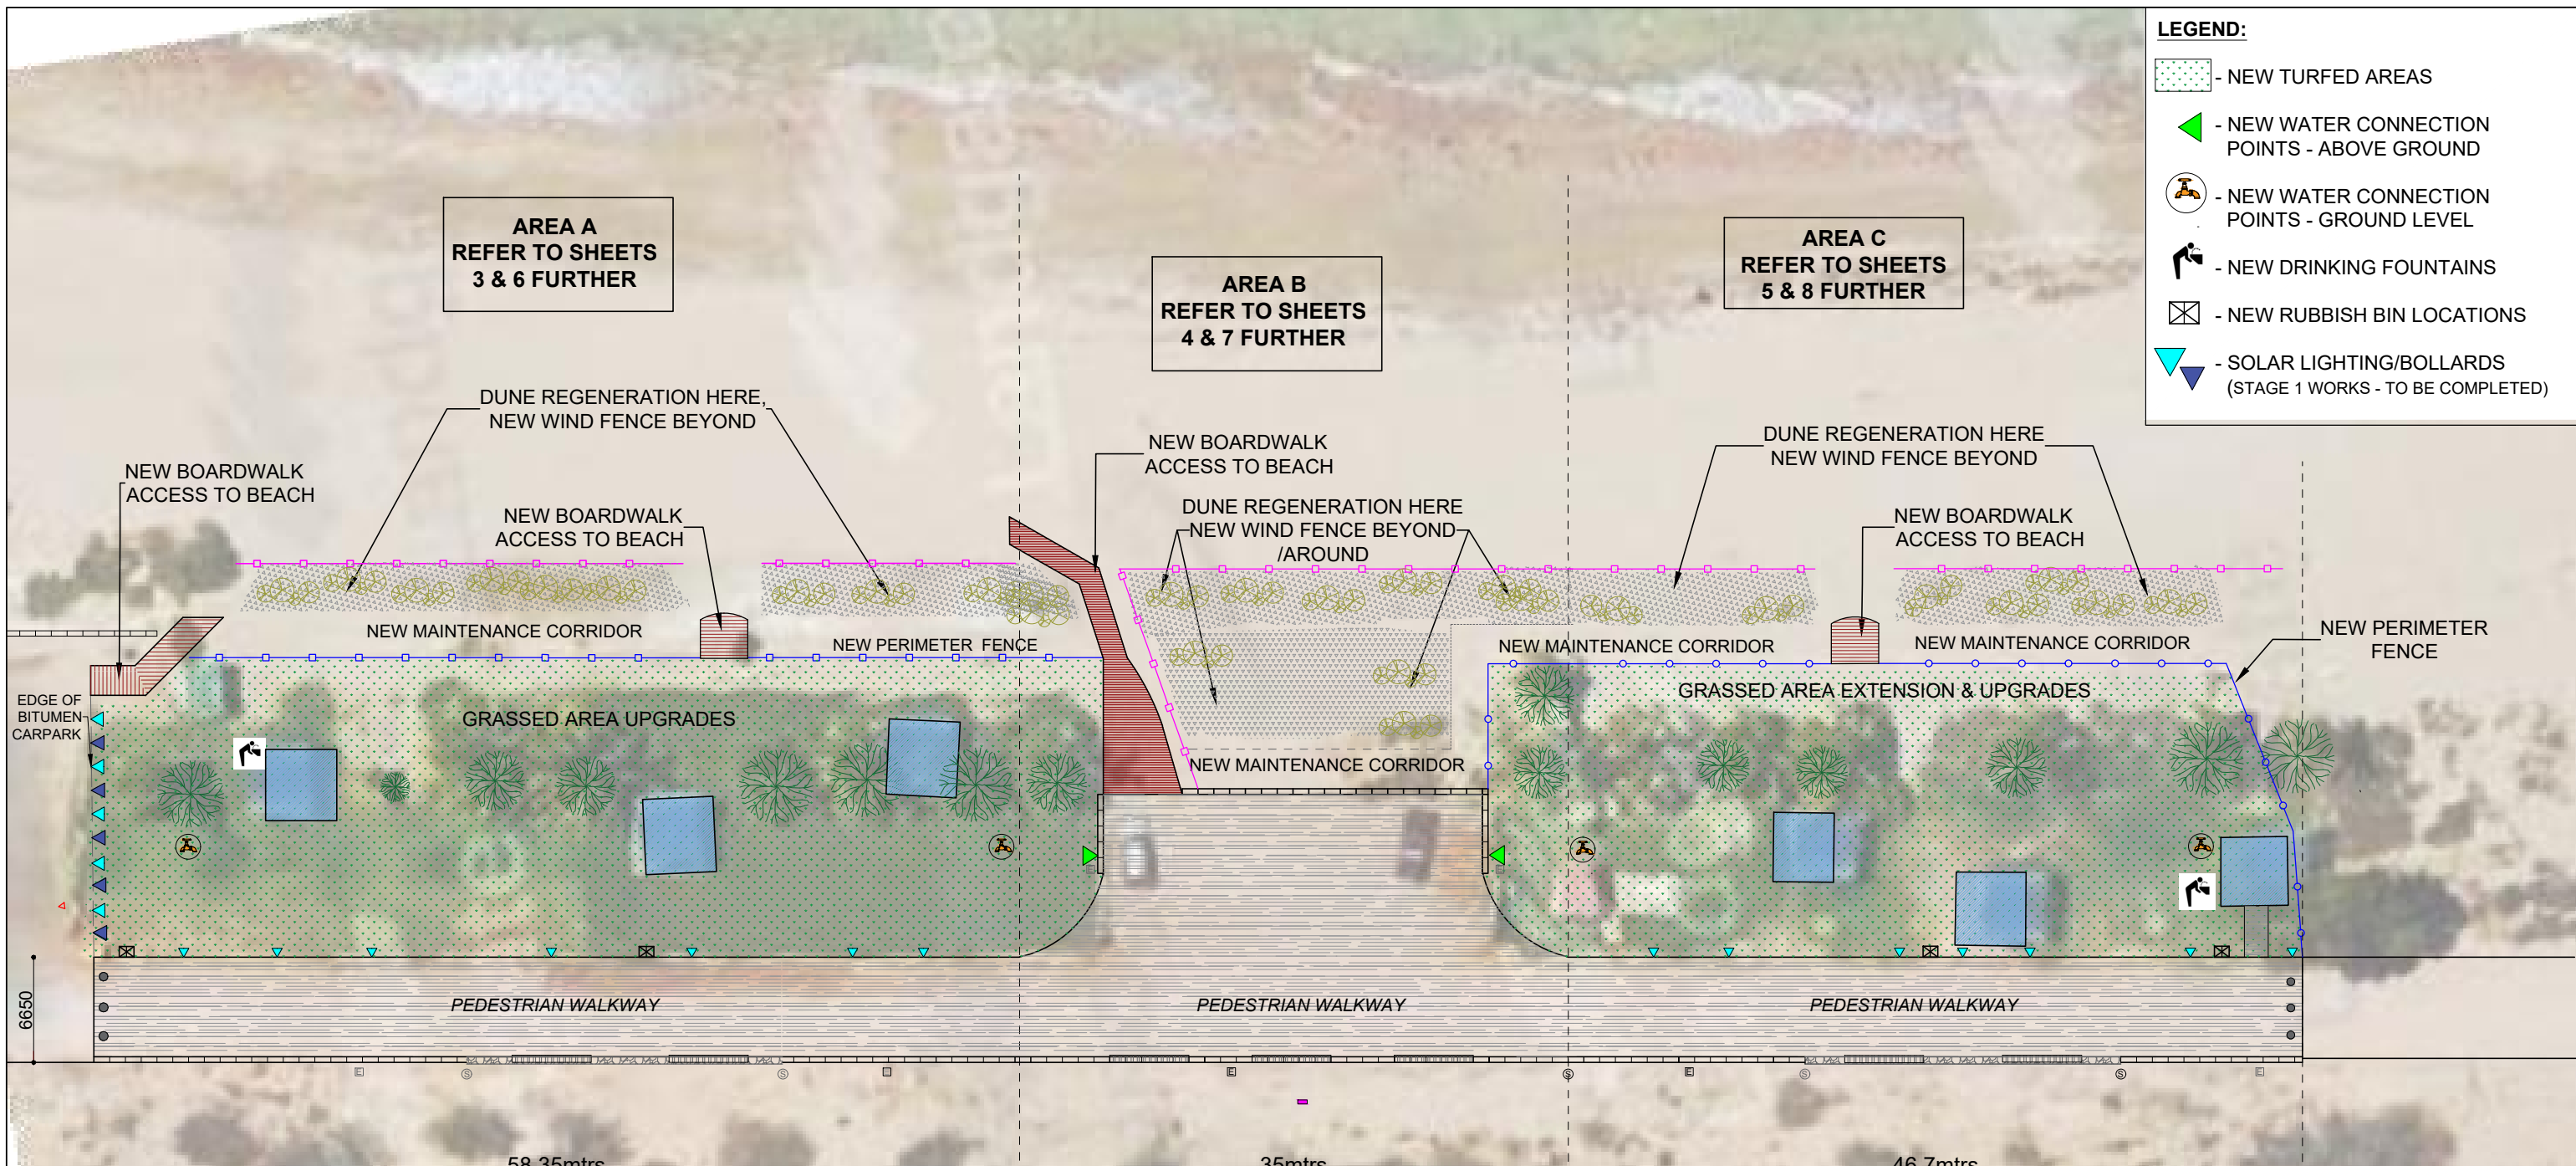 LEGEND:
- NEW TURFED AREAS
- NEW WATER CONNECTION
POINTS - ABOVE GROUND
- NEW WATER CONNECTION
POINTS - GROUND LEVEL
- NEW DRINKING FOUNTAINS
- NEW RUBBISH BIN LOCATIONS
- SOLAR LIGHTING/BOLLARDS
(STAGE 1 WORKS - TO BE COMPLETED)
AREA A
REFER TO SHEETS
3 & 6 FURTHER
AREA B
REFER TO SHEETS
4 & 7 FURTHER
AREA C
REFER TO SHEETS
5 & 8 FURTHER
DUNE REGENERATION HERE,
NEW WIND FENCE BEYOND
NEW BOARDWALK
ACCESS TO BEACH
NEW BOARDWALK
ACCESS TO BEACH
NEW BOARDWALK
ACCESS TO BEACH
DUNE REGENERATION HERE
NEW WIND FENCE BEYOND
/AROUND
DUNE REGENERATION HERE
NEW WIND FENCE BEYOND
NEW BOARDWALK
ACCESS TO BEACH
NEW MAINTENANCE CORRIDOR
NEW PERIMETER FENCE
NEW MAINTENANCE CORRIDOR
NEW MAINTENANCE CORRIDOR
NEW PERIMETER
FENCE
EDGE OF
BITUMEN
CARPARK
GRASSED AREA UPGRADES
GRASSED AREA EXTENSION & UPGRADES
NEW MAINTENANCE CORRIDOR
6650
PEDESTRIAN WALKWAY
PEDESTRIAN WALKWAY
PEDESTRIAN WALKWAY
E
S
S
E
S
E
S
S
E
58.35mtrs
35mtrs
46.7mtrs